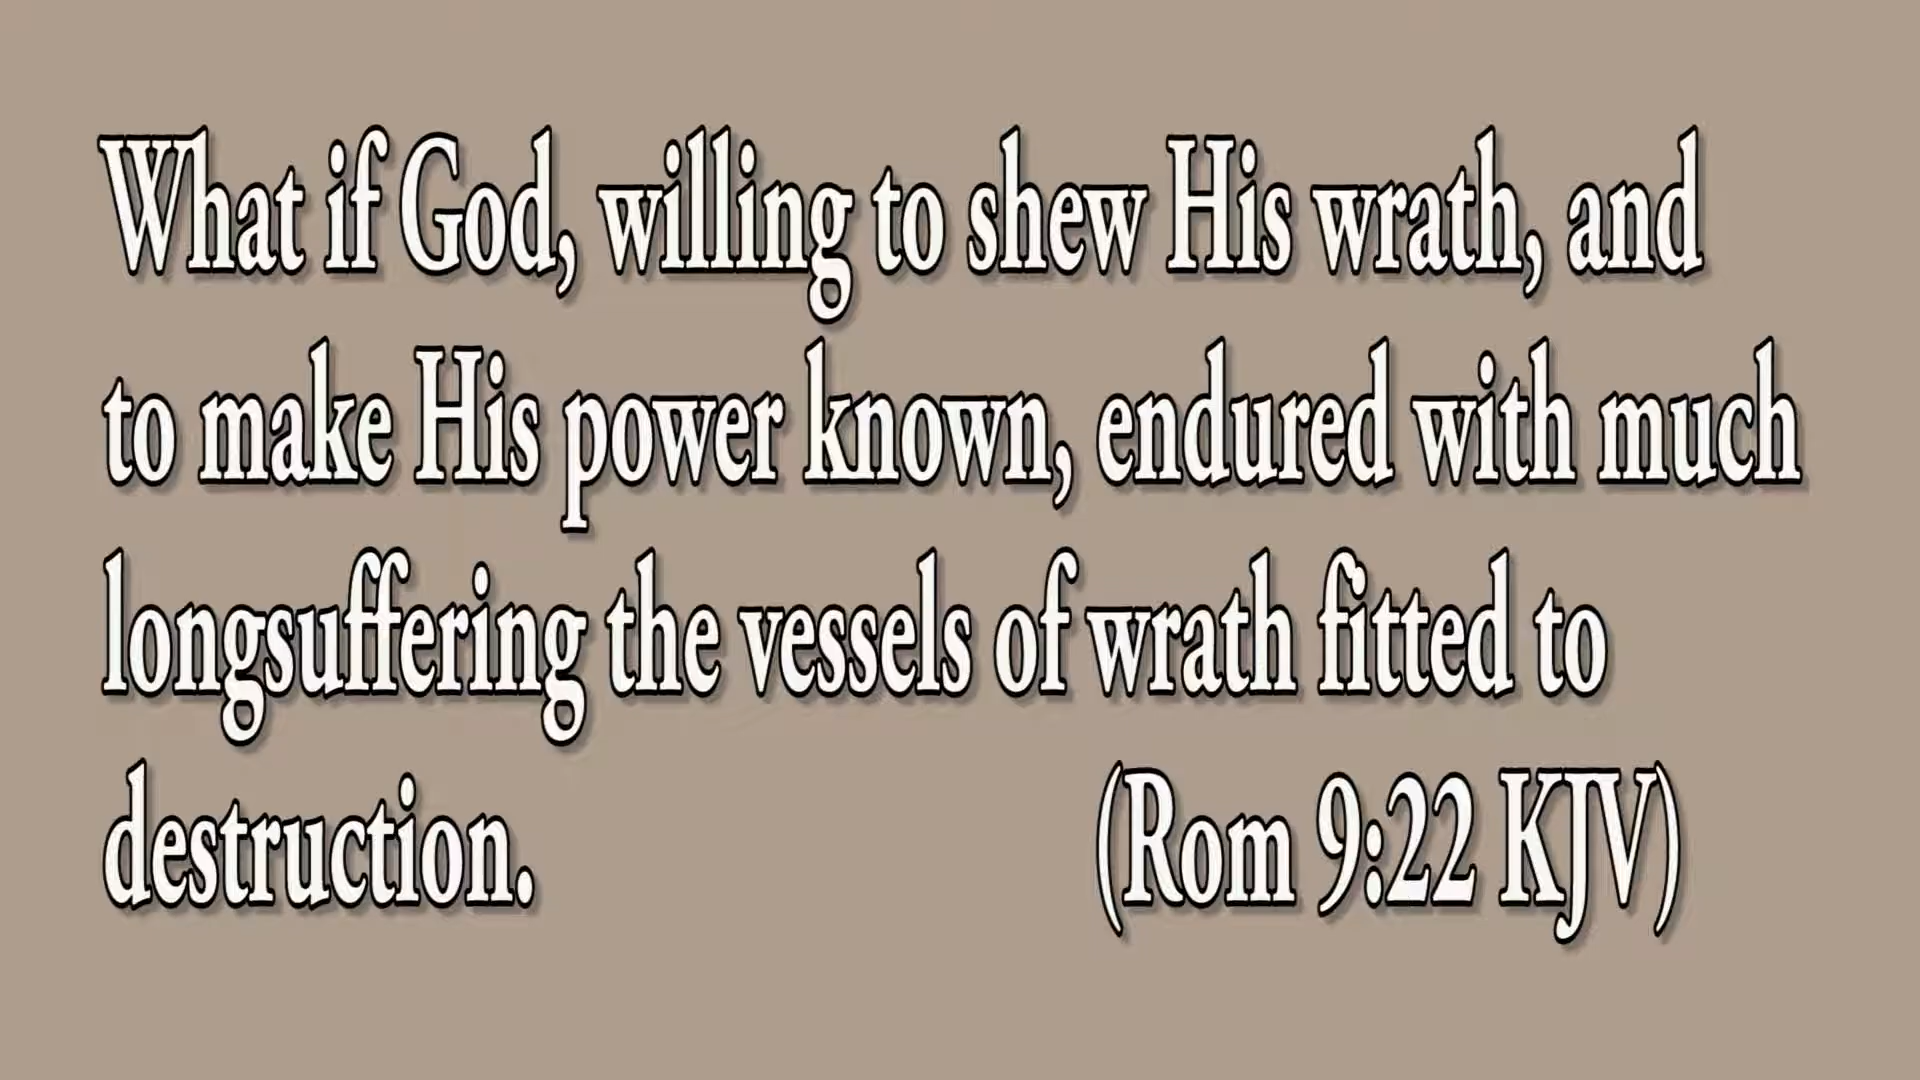 What if God, willing to shew His wrath, and
to make His power known, endured with much
longsuffering the vessels of wrath fitted to
destruction. (Rom 9:22 KJV)